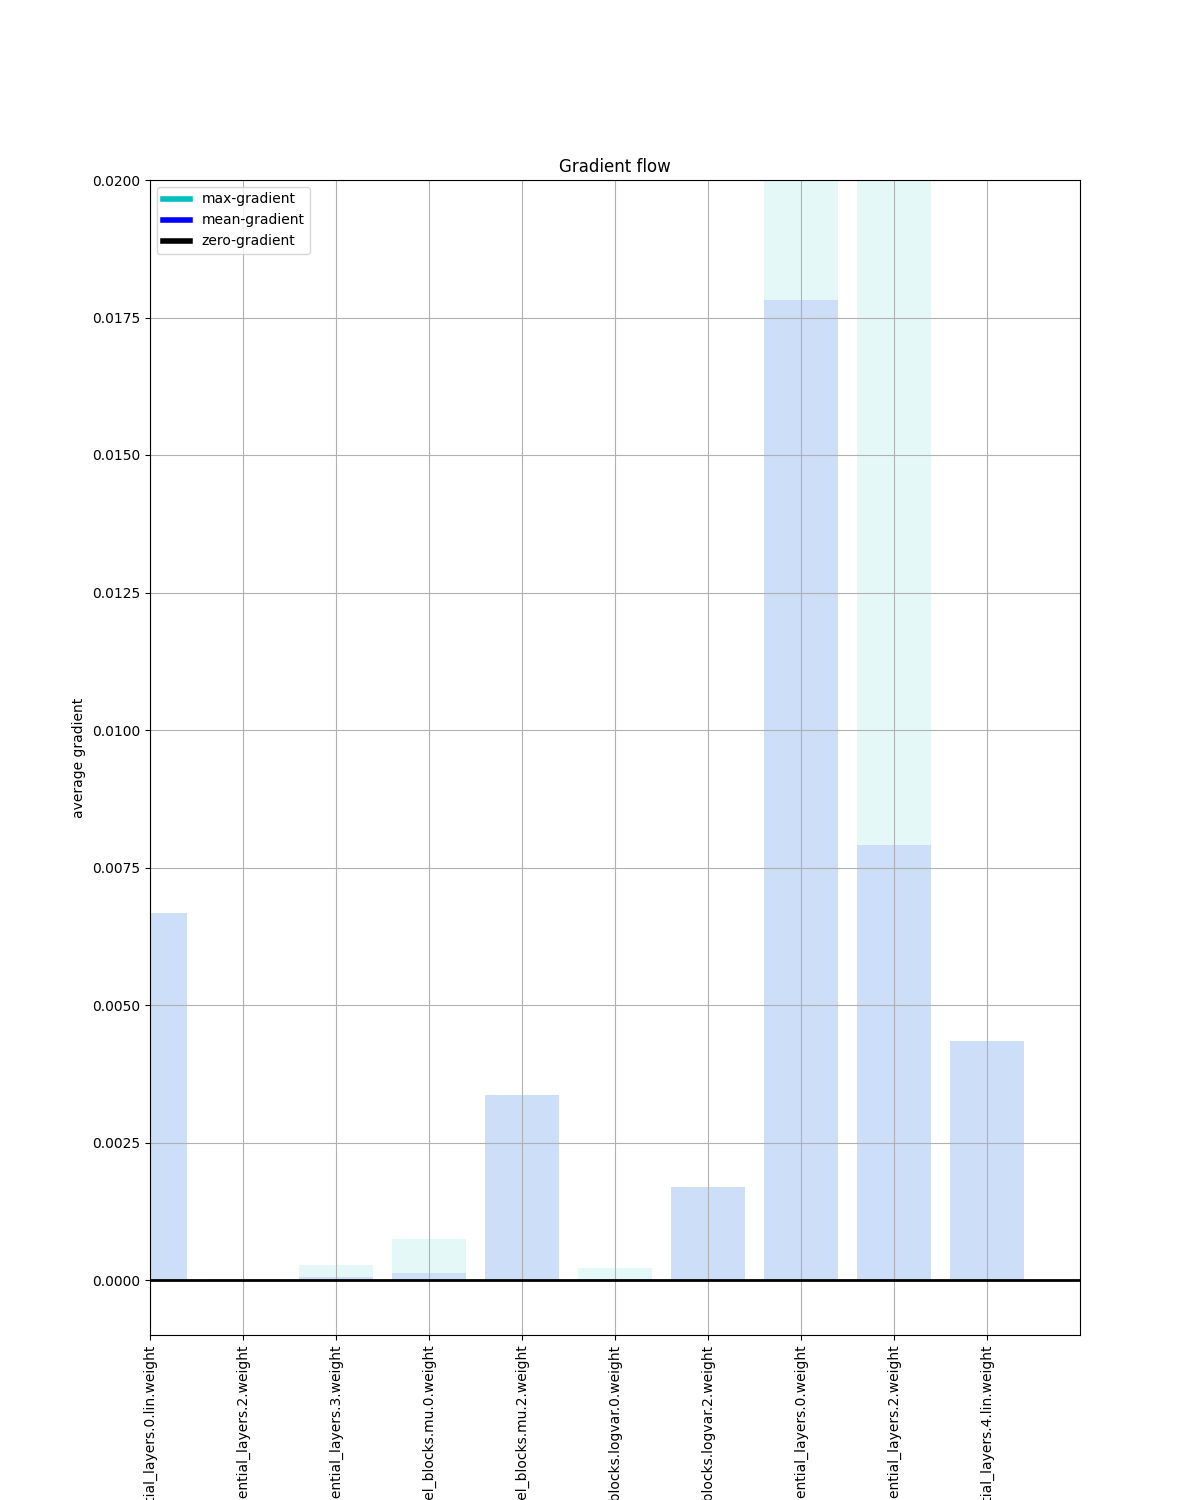 Gradient flow
max-gradient
mean-gradient
zero-gradient
0.0200
0.0175
0.0150
0.0125
0.0100
0.0075
0.0050
0.0025
0.0000
average gradient
tial_layers.0.lin.weight
ential_layers.2.weight
ential_layers.3.weight
el_blocks.mu.0.weight
el_blocks.mu.2.weight
blocks.logvar.0.weight
blocks.logvar.2.weight
ential_layers.0.weight
ential_layers.2.weight
tial_layers.4.lin.weight